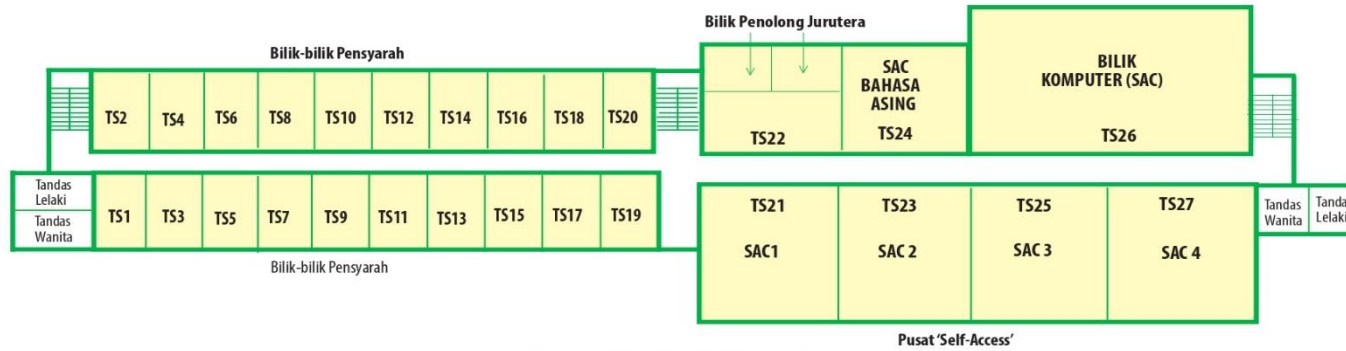 Bilik Penolong Jurutera
Bilik-bilik Pensyarah
SAC
BAHASA
ASING
BILIK
KOMPUTER (SAC)
TS2 TS4 TS6 TS8 TS10 TS12 TS14 TS16 TS18 TS20
TS22 TS24 TS26
Tandas
Lelaki
Tandas
Wanita
TS1 TS3 TS5 TS7 TS9 TS11 TS13 TS15 TS17 TS19
TS21 TS23 TS25 TS27
SAC1 SAC 2 SAC 3 SAC 4
Tandas
Wanita
Tandas
Lelaki
Bilik-bilik Pensyarah
Pusat 'Self-Access'